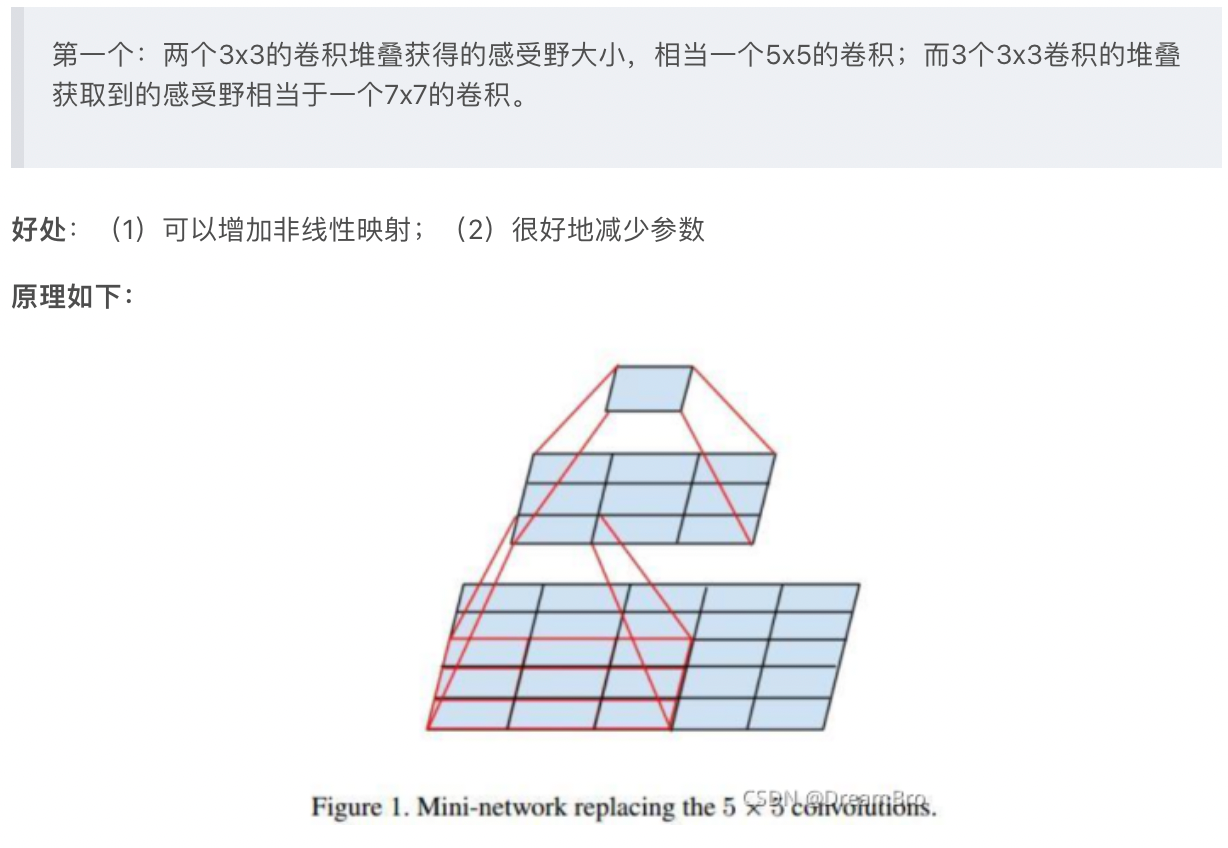 第一个：两个3x3的卷积堆叠获得的感受野大小，相当一个5x5的卷积；而3个3x3卷积的堆叠
获取到的感受野相当于一个7x7的卷积。
好处：（1）可以增加非线性映射；（2）很好地减少参数
原理如下：
Figure 1. Mini-network replacing the 5 × 5 convolutions.
CSDN @DreamBro